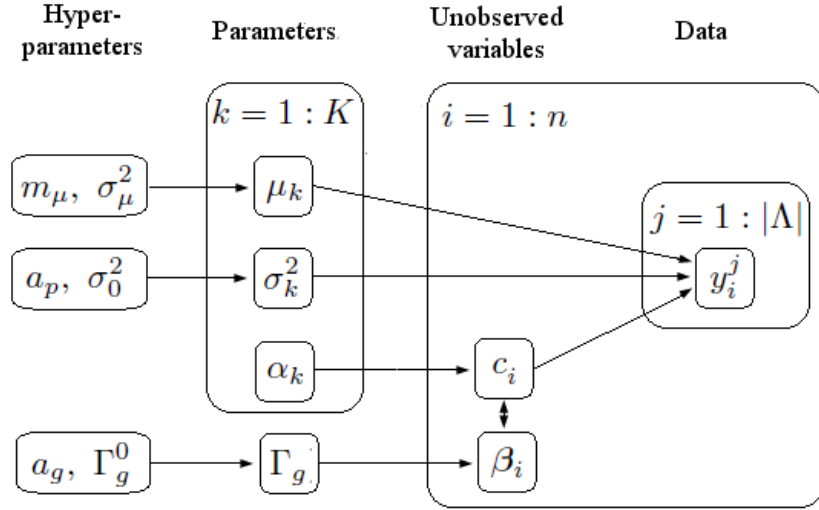 Hyper-
parameters
Parameters
Unobserved
variables
Data
k = 1 : K
i = 1 : n
m_μ, σ_μ^2
μ_k
j = 1 : |Λ|
a_p, σ_0^2
σ_k^2
y_i^j
α_k
c_i
a_g, Γ_g^0
Γ_g
β_i